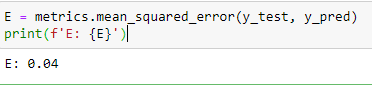 E = metrics.mean_squared_error(y_test, y_pred)
print(f'E: {E}')
E: 0.04